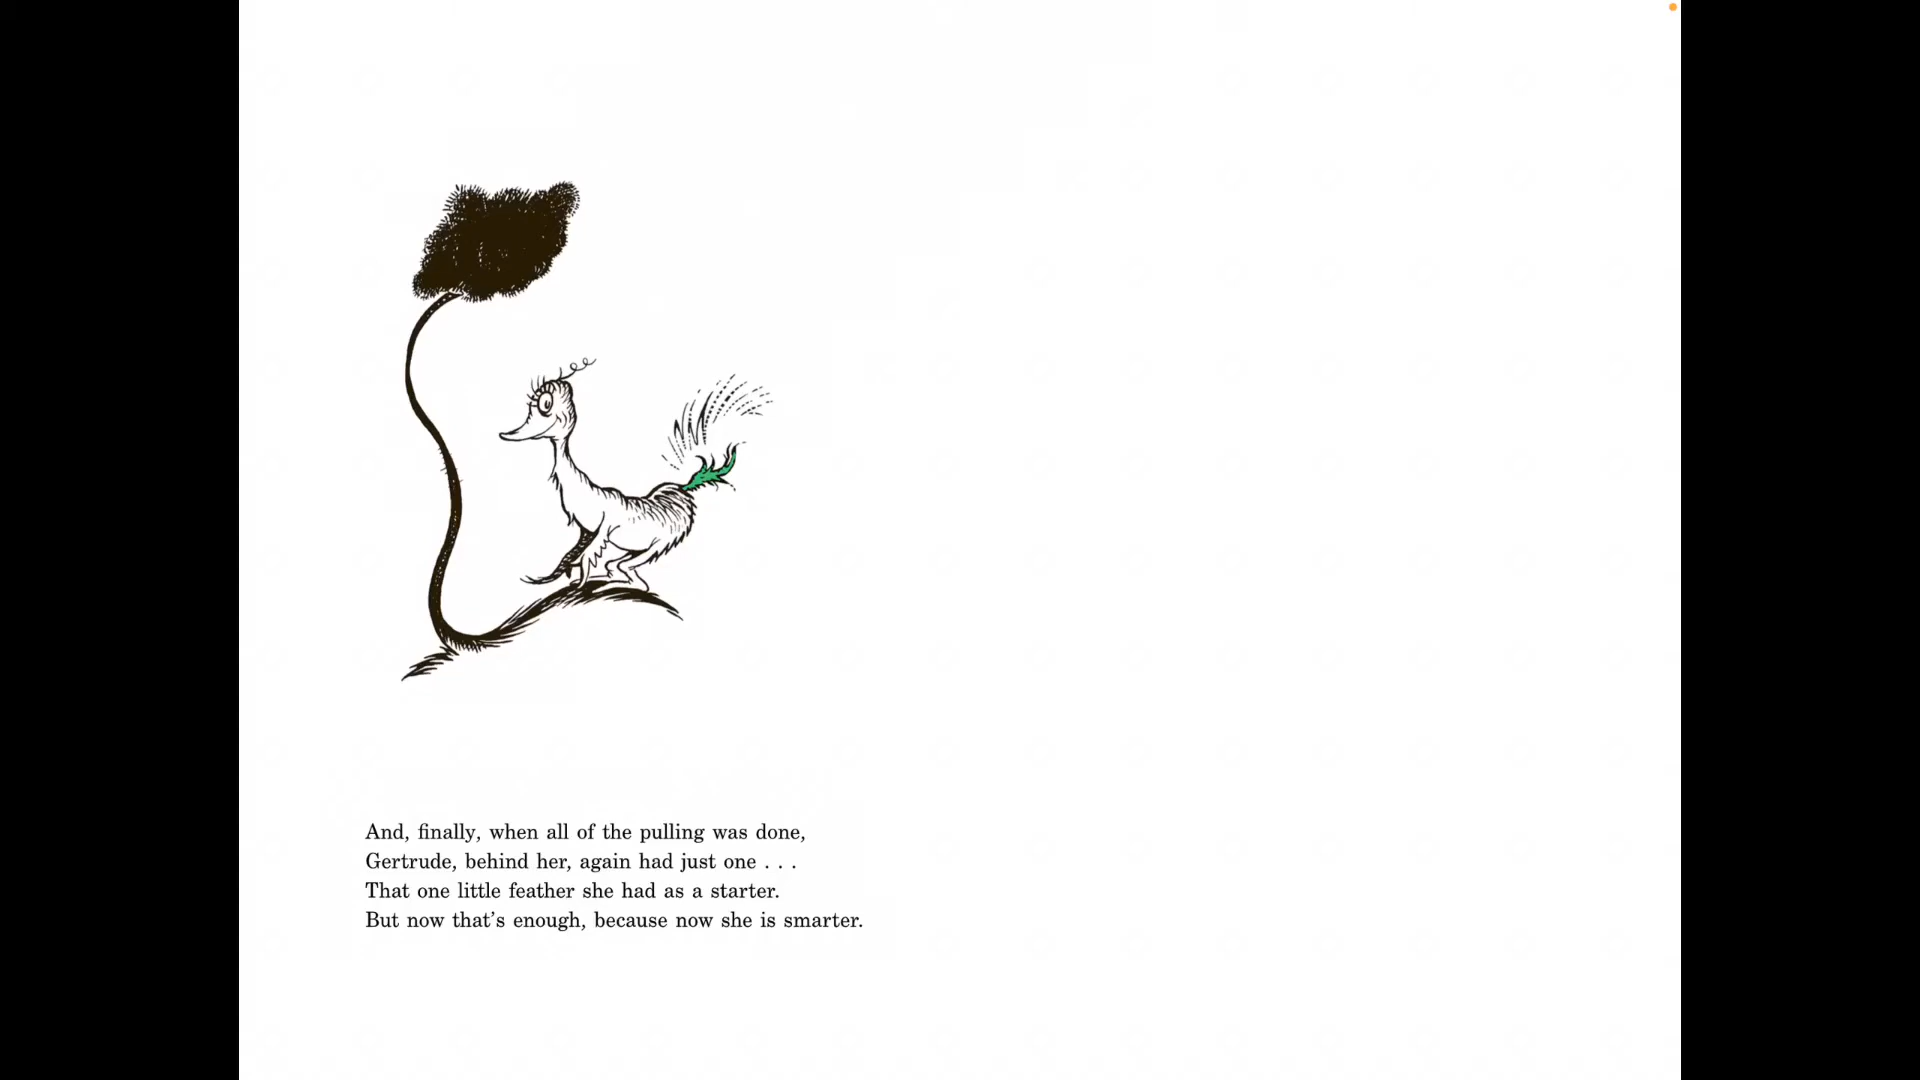 And, finally, when all of the pulling was done,
Gertrude, behind her, again had just one . . .
That one little feather she had as a starter.
But now that’s enough, because now she is smarter.